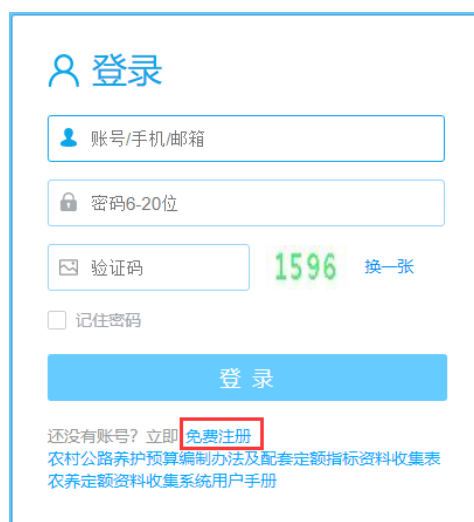 登录
账号/手机/邮箱
密码6-20位
验证码 1596 换一张
记住密码
登 录
还没有账号？立即 免费注册
农村公路养护预算编制办法及配套定额指标资料收集表
农养定额资料收集系统用户手册